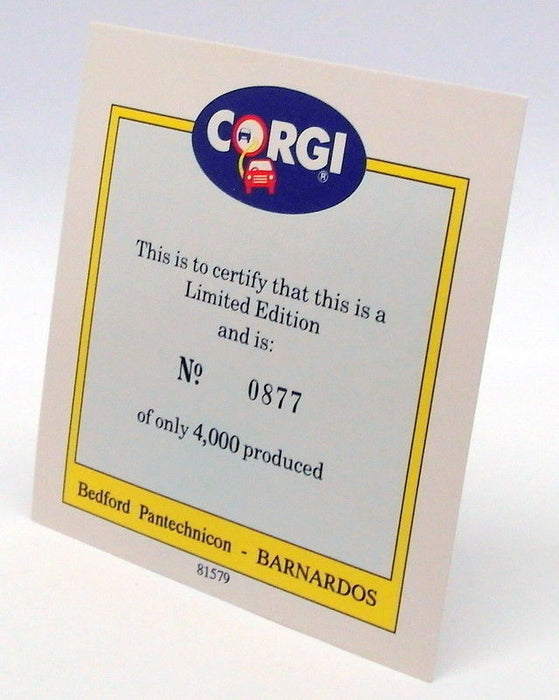 CORGI
®
This is to certify that this is a
Limited Edition
and is:
Nº. 0877
of only 4,000 produced
Bedford Pantechnicon - BARNARDOS
81579